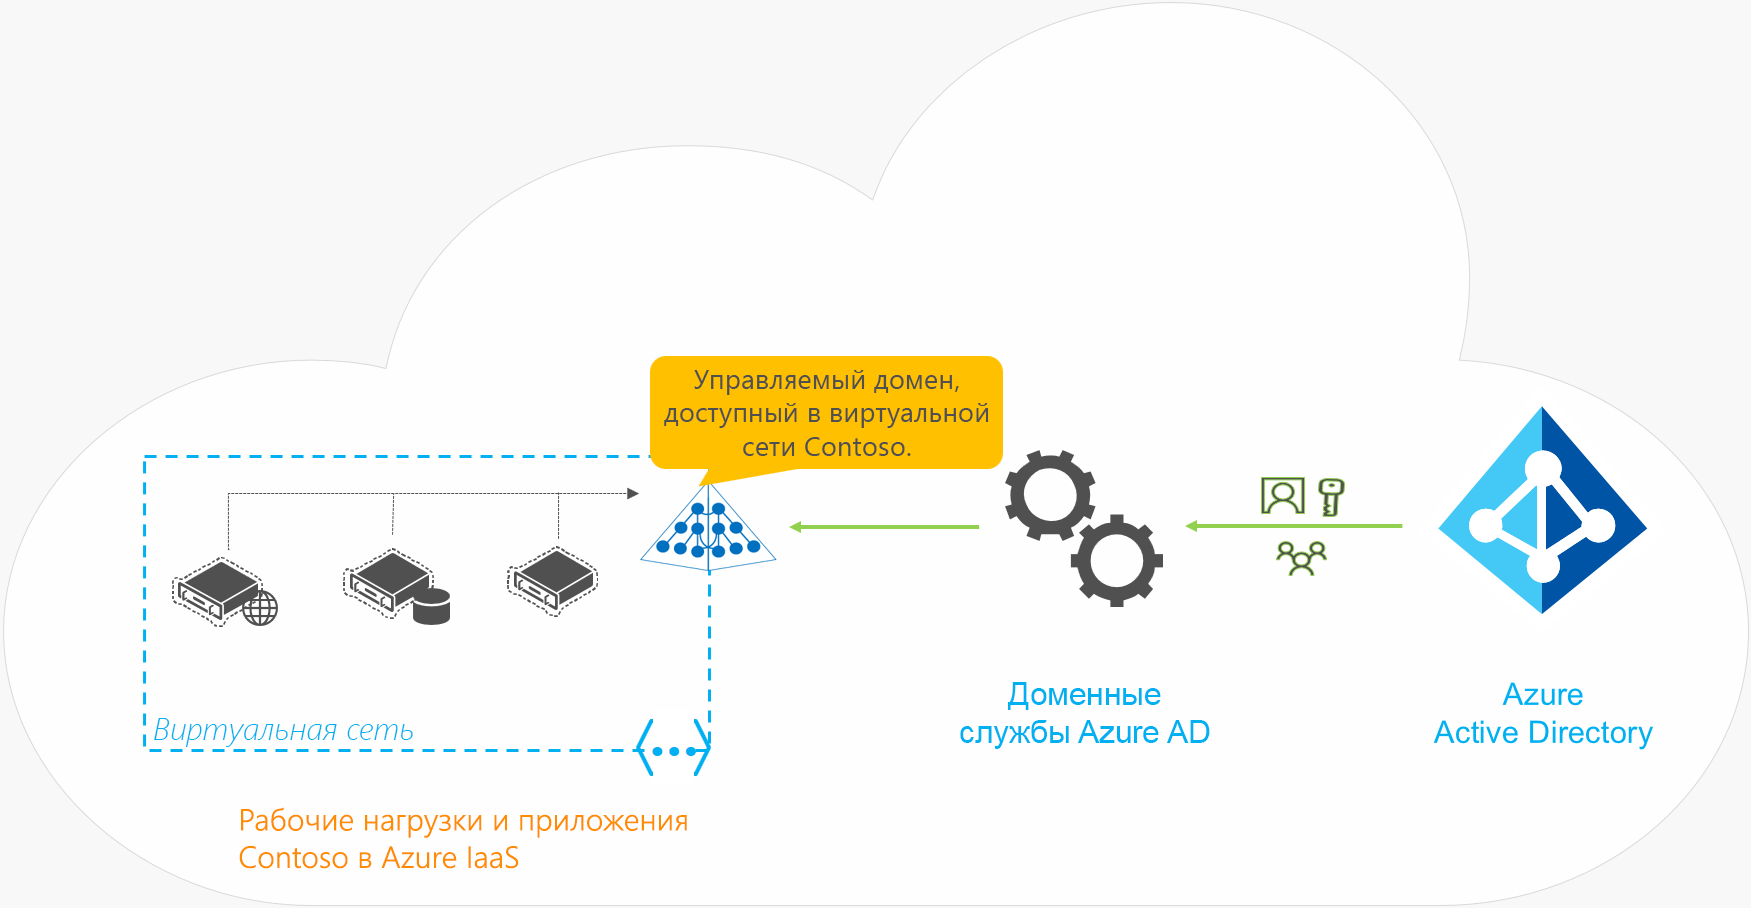 Управляемый домен,
доступный в виртуальной
сети Contoso.
Виртуальная сеть
Доменные
службы Azure AD
Azure
Active Directory
Рабочие нагрузки и приложения
Contoso в Azure IaaS